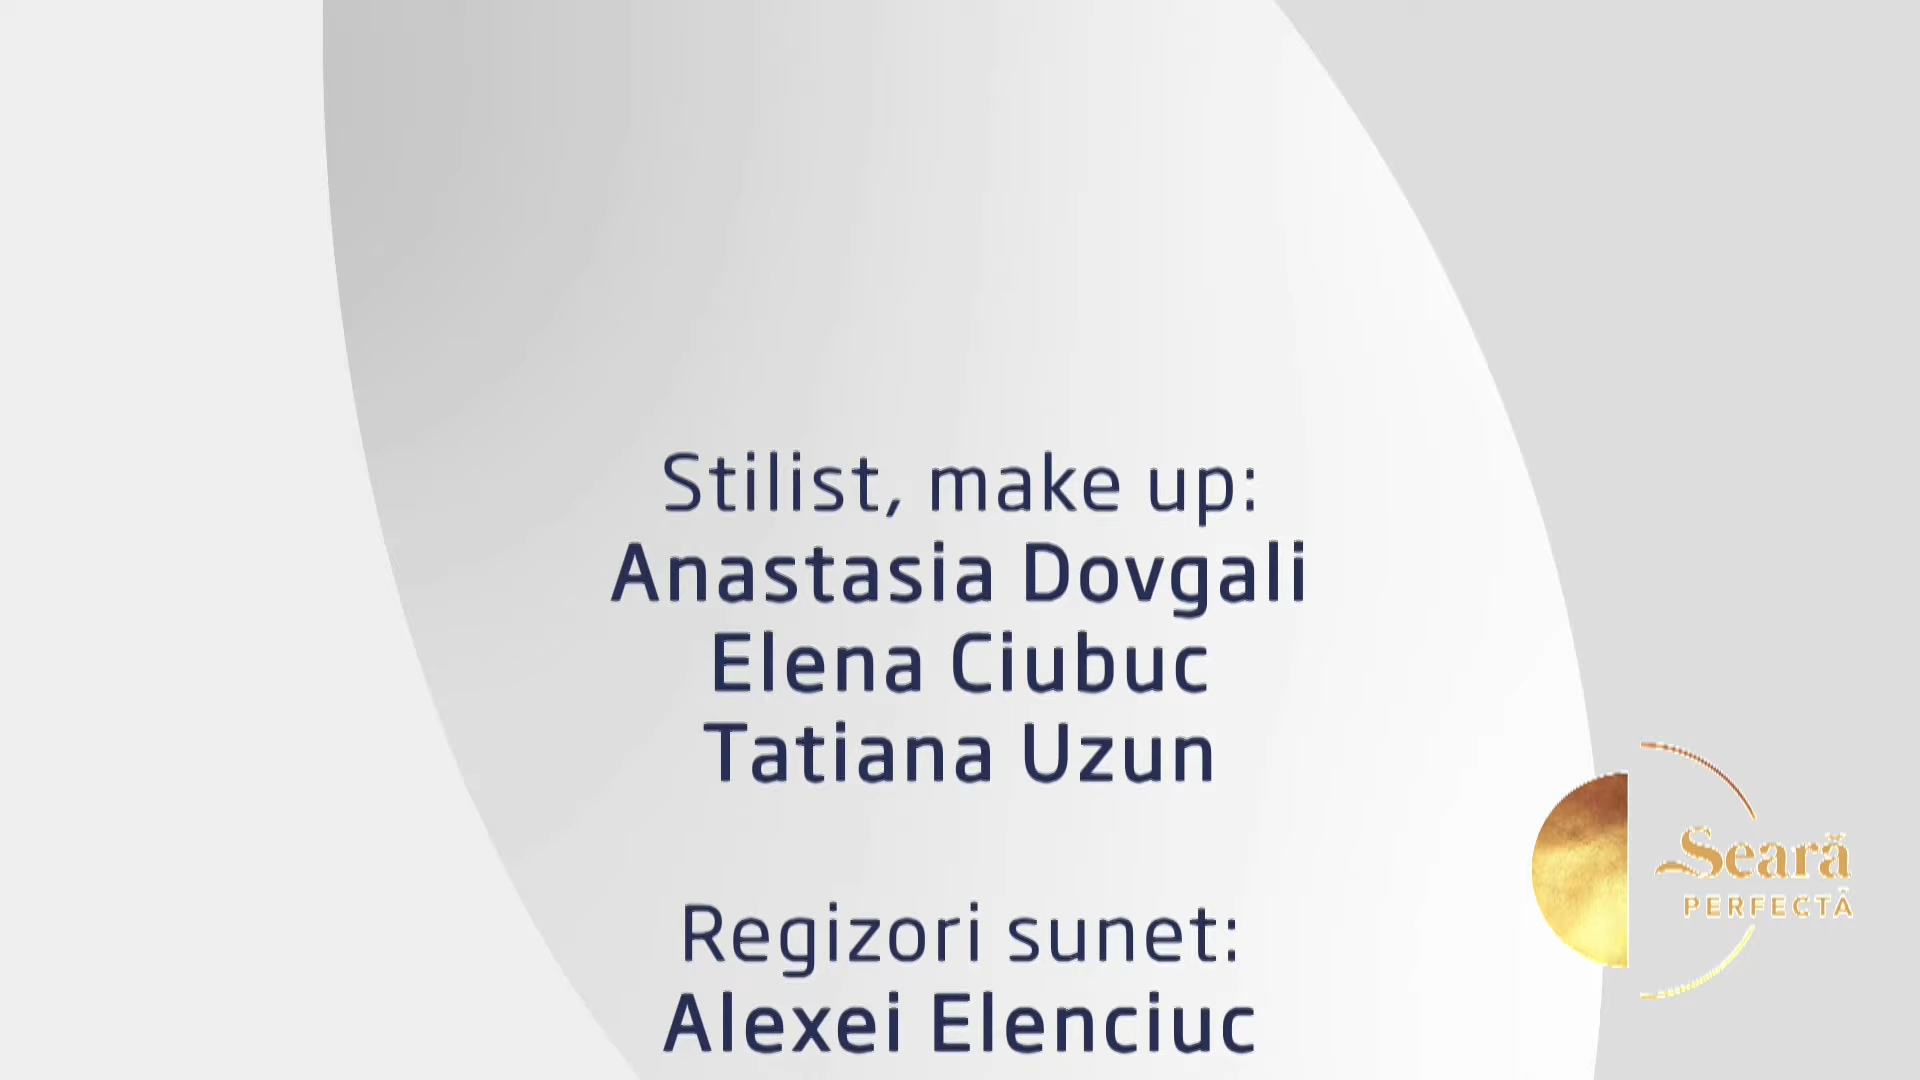 Stilist, make up:
Anastasia Dovgali
Elena Ciubuc
Tatiana Uzun
Regizori sunet:
Alexei Elenciuc
Seară
PERFECTĂ